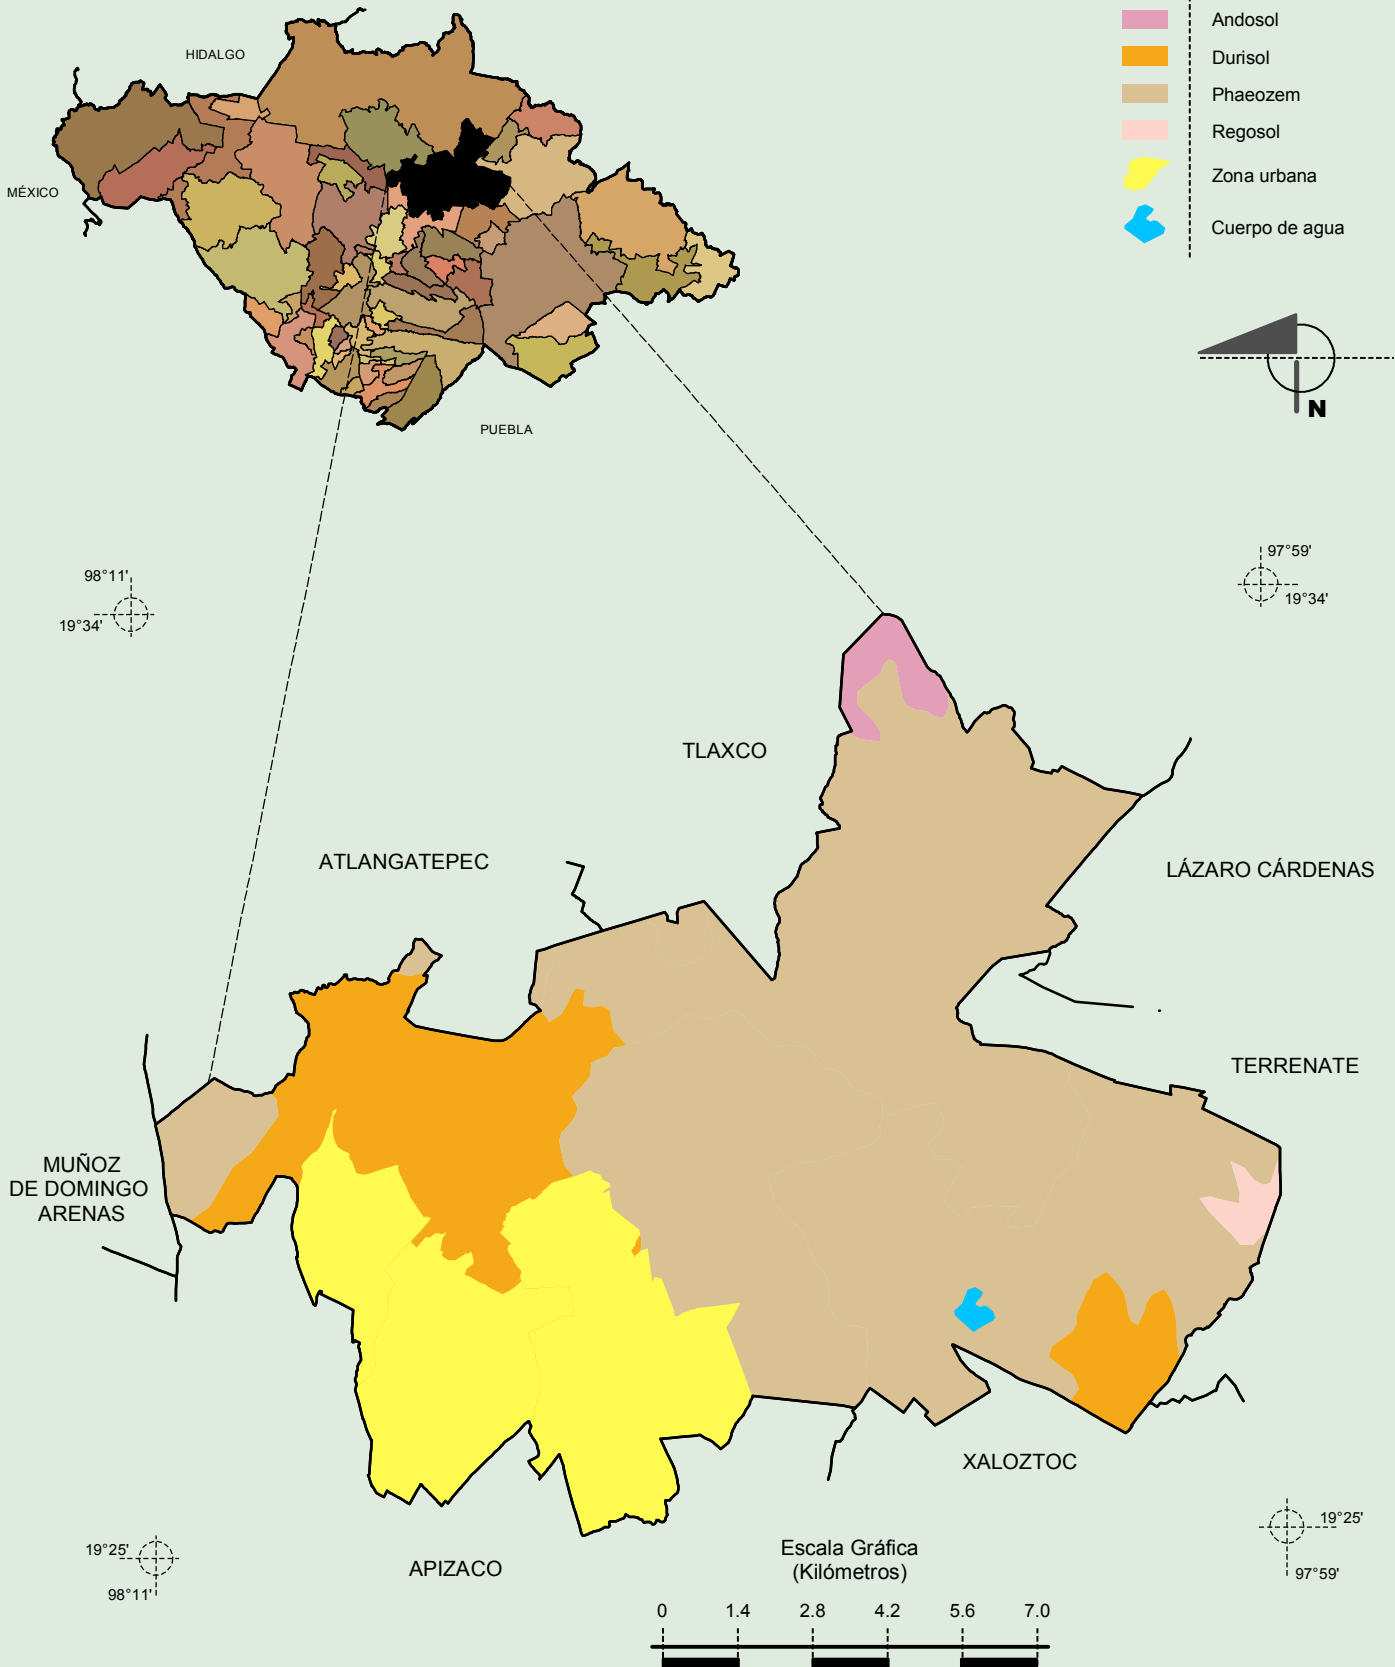 HIDALGO
MÉXICO
PUEBLA
Andosol
Durisol
Phaeozem
Regosol
Zona urbana
Cuerpo de agua
N
98°11'
19°34'
97°59'
19°34'
TLAXCO
ATLANGATEPEC
LÁZARO CÁRDENAS
TERRENATE
MUÑOZ
DE DOMINGO
ARENAS
XALOZTOC
APIZACO
19°25'
98°11'
19°25'
97°59'
Escala Gráfica
(Kilómetros)
0 1.4 2.8 4.2 5.6 7.0